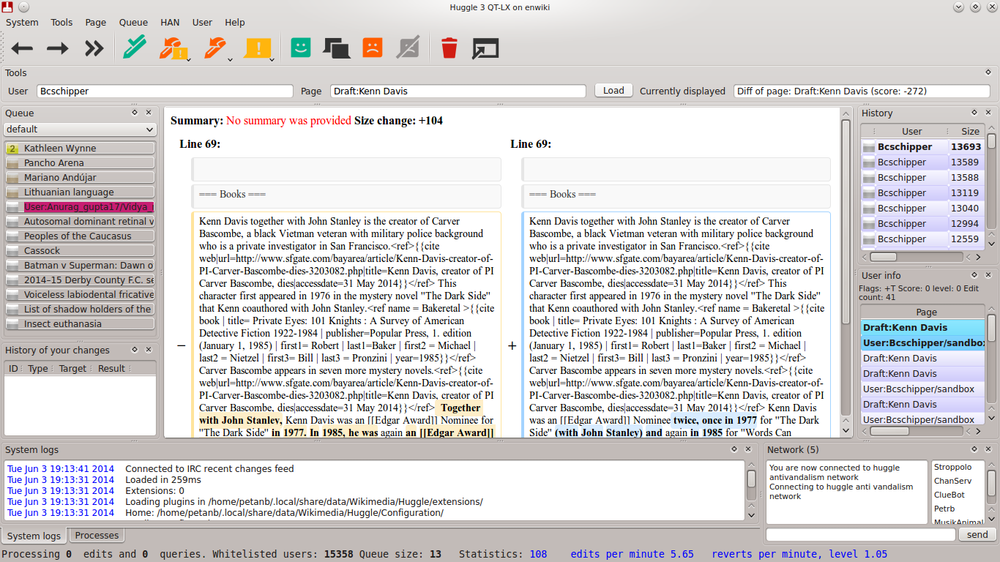 Huggle 3 QT-LX on enwiki
System Tools Page Queue HAN User Help
Tools
User Bcschipper Page Draft:Kenn Davis Load Currently displayed Diff of page: Draft:Kenn Davis (score: -272)
Queue
default
2 Kathleen Wynne
Pancho Arena
Mariano Andújar
Lithuanian language
User:Anurag_gupta17/Vidya_
Autosomal dominant retinal v
Peoples of the Caucasus
Cassock
Batman v Superman: Dawn o
2014–15 Derby County F.C. se
Voiceless labiodental fricative
List of shadow holders of the
Insect euthanasia
History of your changes
ID Type Target Result
Summary: No summary was provided Size change: +104
Line 69:
=== Books ===
−
Kenn Davis together with John Stanley is the creator of Carver
Bascombe, a black Vietman veteran with military police background
who is a private investigator in San Francisco.<ref>{{cite
web|url=http://www.sfgate.com/bayarea/article/Kenn-Davis-creator-of-
PI-Carver-Bascombe-dies-3203082.php|title=Kenn Davis, creator of PI
Carver Bascombe, dies|accessdate=31 May 2014}}</ref> This
character first appeared in 1976 in the mystery novel "The Dark Side"
that Kenn coauthored with John Stanley.<ref name = Bakeretal >{{cite
book | title= Private Eyes: 101 Knights : A Survey of American
Detective Fiction 1922-1984 | publisher=Popular Press, 1. edition
(January 1, 1985) | first1= Robert | last1=Baker | first2 = Michael |
last2 = Nietzel | first3= Bill | last3 = Pronzini | year=1985}}</ref>
Carver Bascombe appears in seven more mystery novels.<ref>{{cite
web|url=http://www.sfgate.com/bayarea/article/Kenn-Davis-creator-of-
PI-Carver-Bascombe-dies-3203082.php|title=Kenn Davis, creator of PI
Carver Bascombe, dies|accessdate=31 May 2014}}</ref> Together
with John Stanley, Kenn Davis was an [[Edgar Award]] Nominee for
"The Dark Side" in 1977. In 1985, he was again an [[Edgar Award]]
Line 69:
=== Books ===
+
Kenn Davis together with John Stanley is the creator of Carver
Bascombe, a black Vietman veteran with military police background
who is a private investigator in San Francisco.<ref>{{cite
web|url=http://www.sfgate.com/bayarea/article/Kenn-Davis-creator-of-
PI-Carver-Bascombe-dies-3203082.php|title=Kenn Davis, creator of PI
Carver Bascombe, dies|accessdate=31 May 2014}}</ref> This
character first appeared in 1976 in the mystery novel "The Dark Side"
that Kenn coauthored with John Stanley.<ref name = Bakeretal >{{cite
book | title= Private Eyes: 101 Knights : A Survey of American
Detective Fiction 1922-1984 | publisher=Popular Press, 1. edition
(January 1, 1985) | first1= Robert | last1=Baker | first2 = Michael |
last2 = Nietzel | first3= Bill | last3 = Pronzini | year=1985}}</ref>
Carver Bascombe appears in seven more mystery novels.<ref>{{cite
web|url=http://www.sfgate.com/bayarea/article/Kenn-Davis-creator-of-
PI-Carver-Bascombe-dies-3203082.php|title=Kenn Davis, creator of PI
Carver Bascombe, dies|accessdate=31 May 2014}}</ref> Kenn Davis
was an [[Edgar Award]] Nominee twice, once in 1977 for "The Dark
Side" (with John Stanley) and again in 1985 for "Words Can
History
User Size
Bcschipper 13693
Bcschipper 13589
Bcschipper 13588
Bcschipper 13119
Bcschipper 13040
Bcschipper 12994
Bcschipper 12559
User info
Flags: +T Score: 0 level: 0 Edit
count: 41
Page
Draft:Kenn Davis
User:Bcschipper/sandbox
Draft:Kenn Davis
Draft:Kenn Davis
User:Bcschipper/sandbox
Draft:Kenn Davis
User:Bcschipper/sandbox
System logs
Tue Jun 3 19:13:41 2014 Connected to IRC recent changes feed
Tue Jun 3 19:13:31 2014 Loaded in 259ms
Tue Jun 3 19:13:31 2014 Extensions: 0
Tue Jun 3 19:13:31 2014 Loading plugins in /home/petanb/.local/share/data/Wikimedia/Huggle/extensions/
Tue Jun 3 19:13:31 2014 Home: /home/petanb/.local/share/data/Wikimedia/Huggle/Configuration/
System logs Processes
Network (5)
You are now connected to huggle
antivandalism network
Connecting to huggle anti vandalism
network
Stroppolo
ChanServ
ClueBot
Petrb
MusikAnimal
send
Processing 0 edits and 0 queries. Whitelisted users: 15358 Queue size: 13 Statistics: 108 edits per minute 5.65 reverts per minute, level 1.05